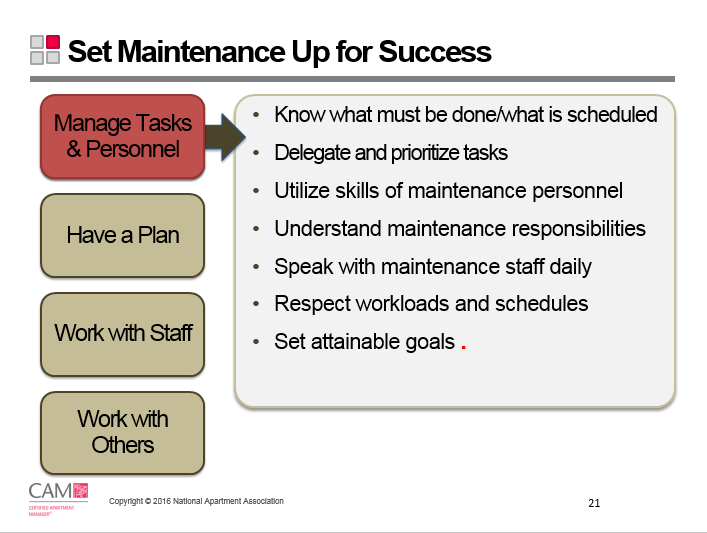 Set Maintenance Up for Success
Manage Tasks
& Personnel
• Know what must be done/what is scheduled
• Delegate and prioritize tasks
• Utilize skills of maintenance personnel
• Understand maintenance responsibilities
• Speak with maintenance staff daily
• Respect workloads and schedules
• Set attainable goals .
Have a Plan
Work with Staff
Work with
Others
CAM
CERTIFIED APARTMENT
MANAGER®
Copyright © 2016 National Apartment Association
21